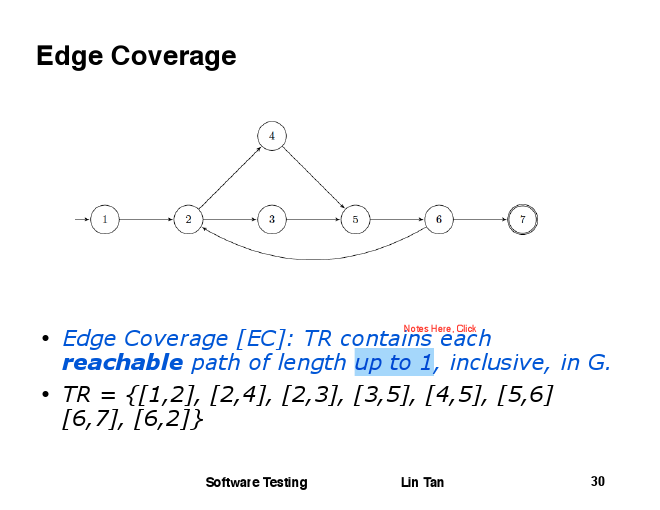 Edge Coverage
4
1 2 3 5 6 7
Notes Here, Click
• Edge Coverage [EC]: TR contains each
reachable path of length up to 1, inclusive, in G.
• TR = {[1,2], [2,4], [2,3], [3,5], [4,5], [5,6]
[6,7], [6,2]}
Software Testing Lin Tan 30